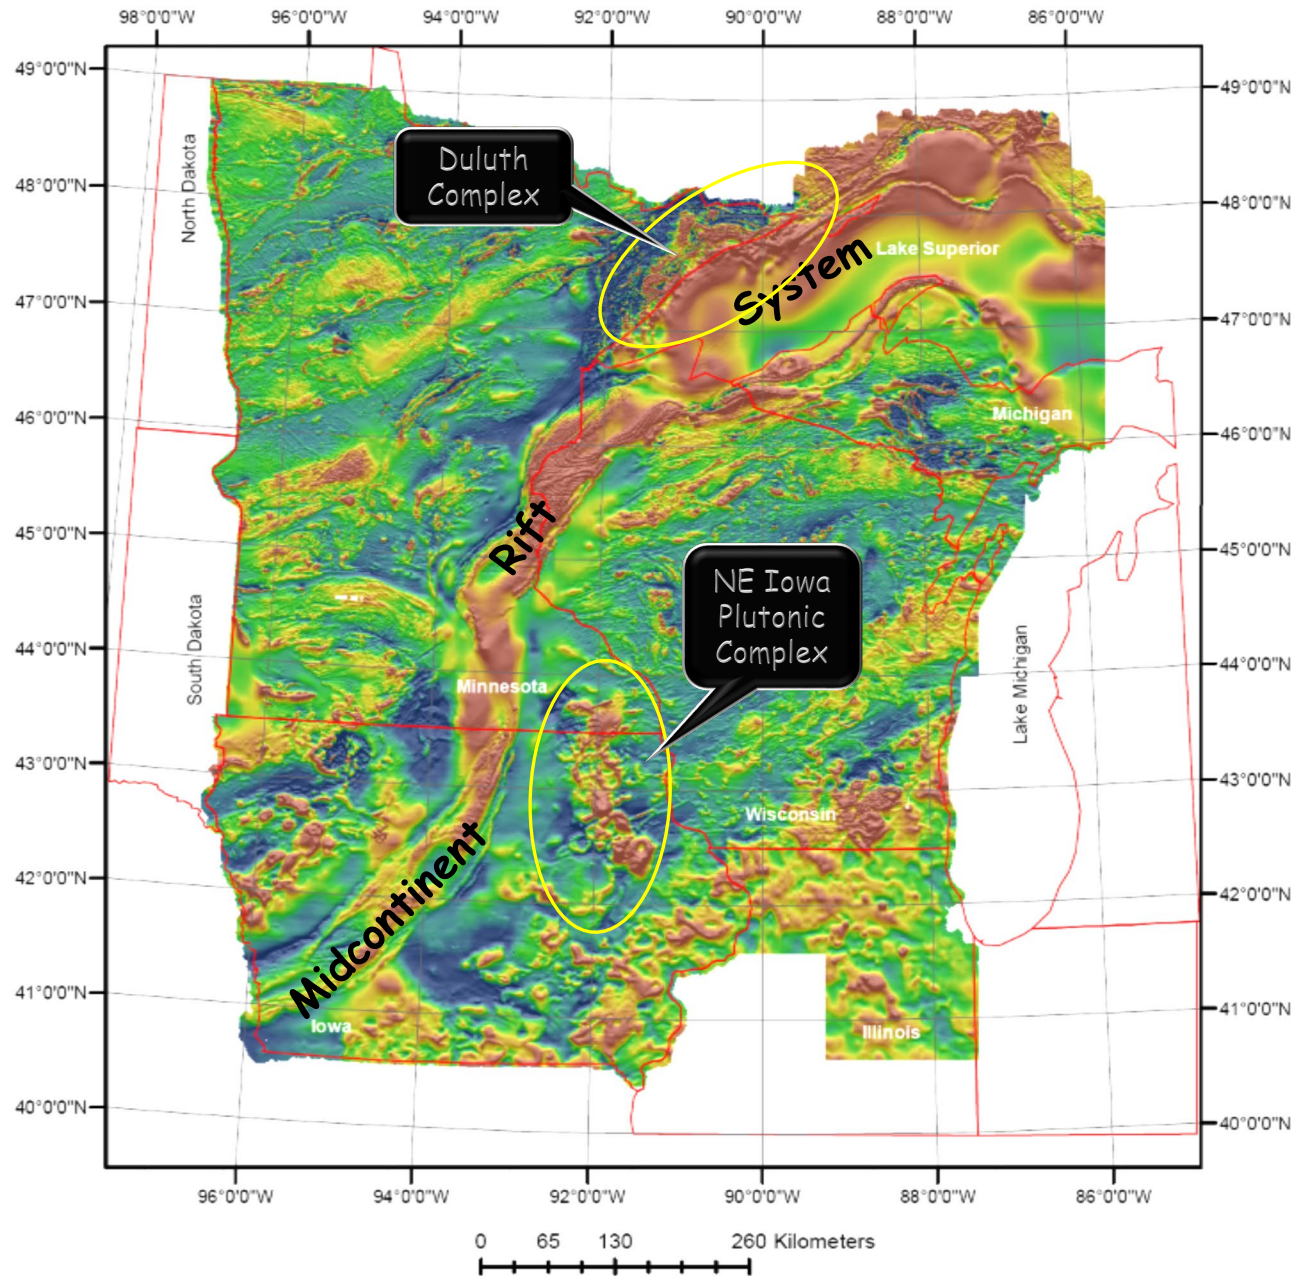 98°0'0"W 96°0'0"W 94°0'0"W 92°0'0"W 90°0'0"W 88°0'0"W 86°0'0"W
49°0'0"N
49°0'0"N
Duluth
Complex
North Dakota
48°0'0"N
48°0'0"N
Lake Superior
System
47°0'0"N
47°0'0"N
46°0'0"N
Michigan
46°0'0"N
Rift
45°0'0"N
45°0'0"N
NE Iowa
Plutonic
Complex
South Dakota
44°0'0"N
44°0'0"N
Lake Michigan
Minnesota
43°0'0"N
43°0'0"N
Wisconsin
Midcontinent
42°0'0"N
42°0'0"N
41°0'0"N
41°0'0"N
Iowa
Illinois
40°0'0"N
40°0'0"N
96°0'0"W 94°0'0"W 92°0'0"W 90°0'0"W 88°0'0"W 86°0'0"W
0 65 130 260 Kilometers